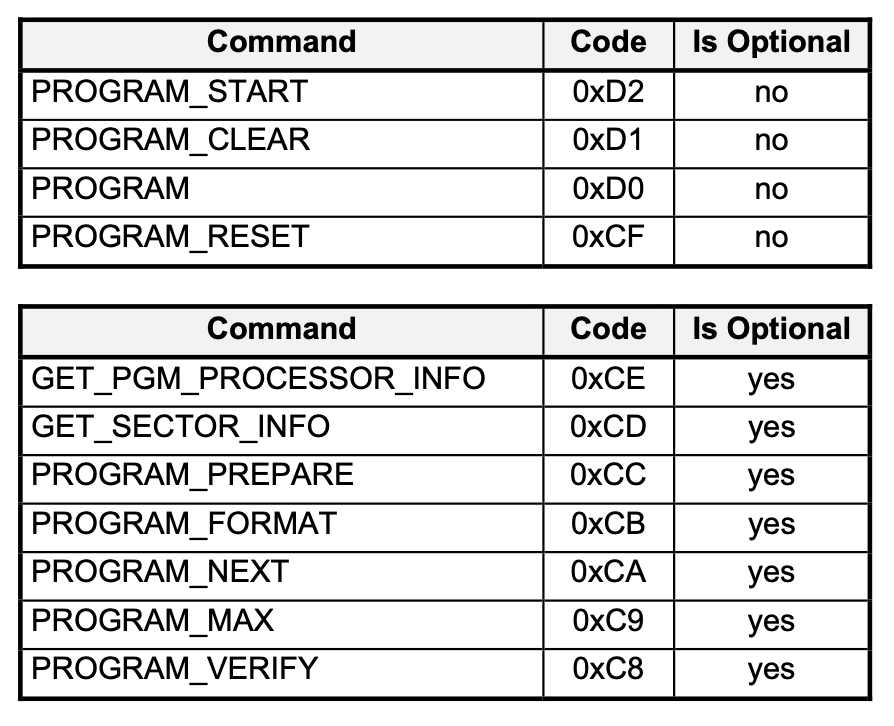 Command Code Is Optional
PROGRAM_START 0xD2 no
PROGRAM_CLEAR 0xD1 no
PROGRAM 0xD0 no
PROGRAM_RESET 0xCF no
Command Code Is Optional
GET_PGM_PROCESSOR_INFO 0xCE yes
GET_SECTOR_INFO 0xCD yes
PROGRAM_PREPARE 0xCC yes
PROGRAM_FORMAT 0xCB yes
PROGRAM_NEXT 0xCA yes
PROGRAM_MAX 0xC9 yes
PROGRAM_VERIFY 0xC8 yes